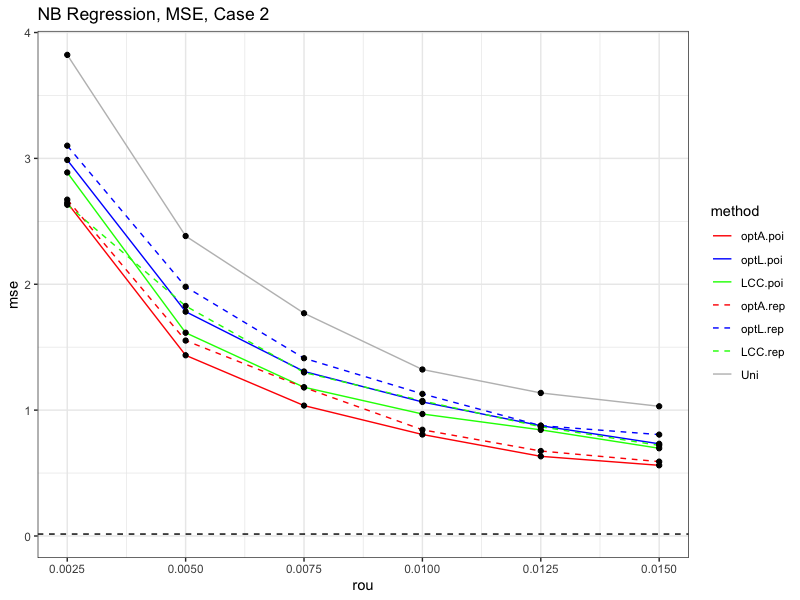 NB Regression, MSE, Case 2
4
3
2
1
0
mse
0.0025 0.0050 0.0075 0.0100 0.0125 0.0150
rou
method
optA.poi
optL.poi
LCC.poi
optA.rep
optL.rep
LCC.rep
Uni